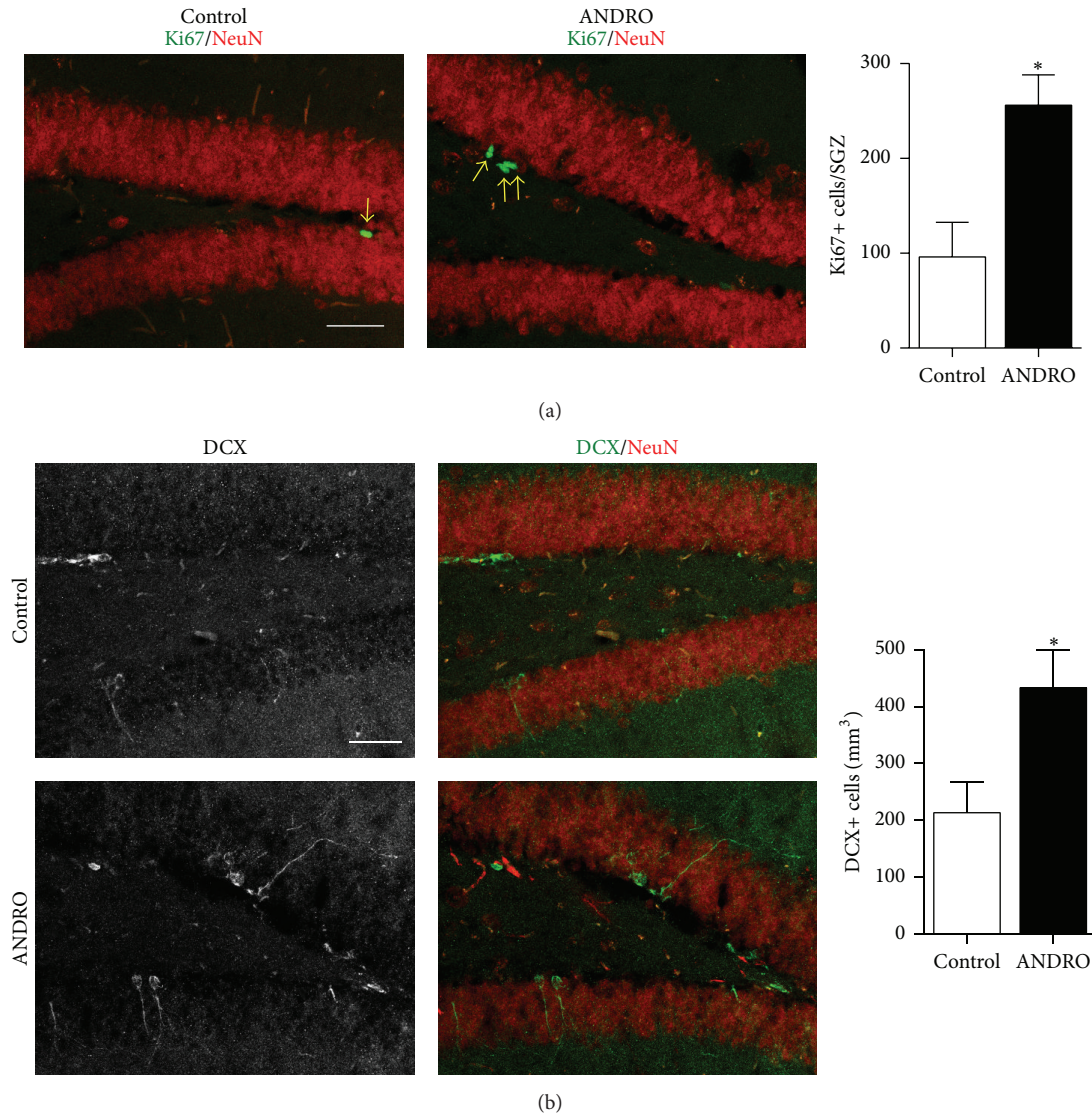 Control
Ki67/NeuN
ANDRO
Ki67/NeuN
Ki67+ cells/SGZ
300
200
100
0
*
Control
ANDRO
(a)
DCX
DCX/NeuN
Control
ANDRO
DCX+ cells (mm³)
500
400
300
200
100
0
*
Control
ANDRO
(b)